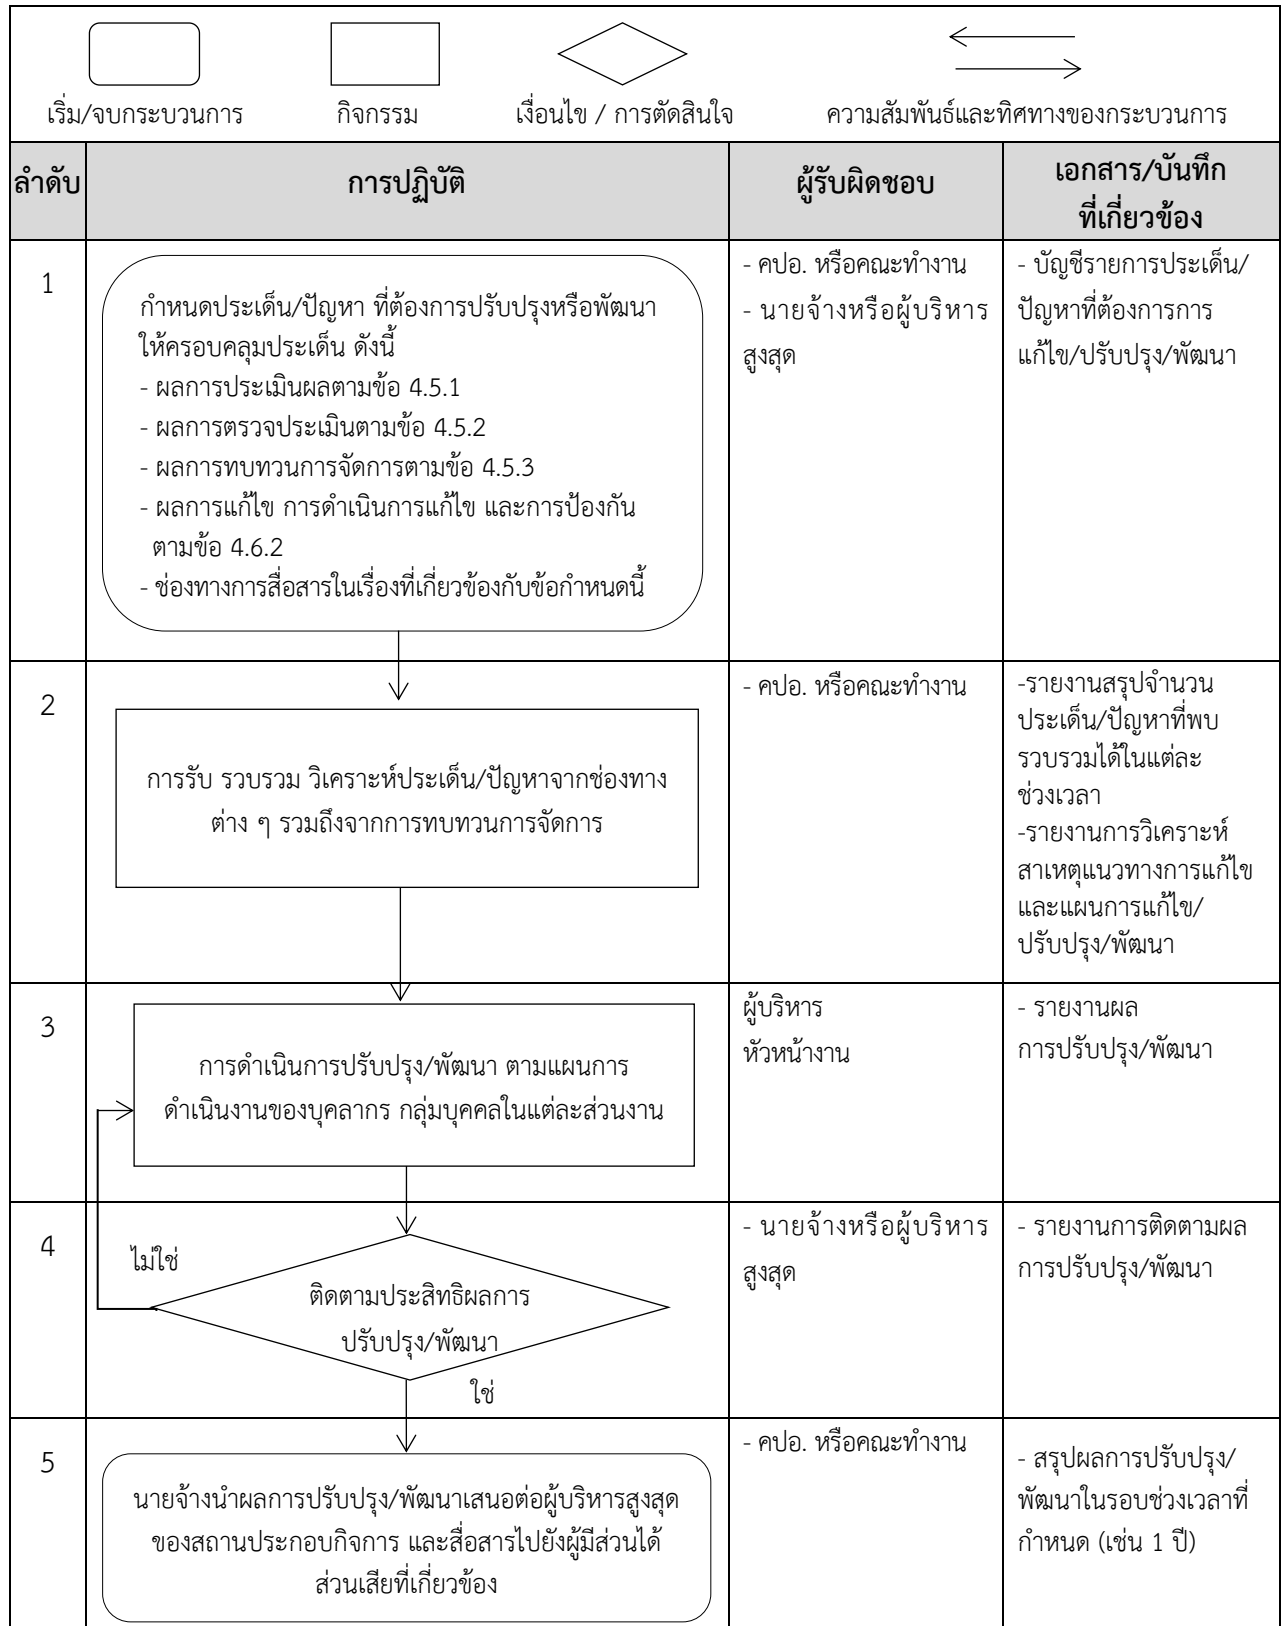 เริ่ม/จบกระบวนการ กิจกรรม เงื่อนไข / การตัดสินใจ ความสัมพันธ์และทิศทางของกระบวนการ
ลำดับ การปฏิบัติ ผู้รับผิดชอบ เอกสาร/บันทึก
ที่เกี่ยวข้อง
1
กำหนดประเด็น/ปัญหา ที่ต้องการปรับปรุงหรือพัฒนา
ให้ครอบคลุมประเด็น ดังนี้
- ผลการประเมินผลตามข้อ 4.5.1
- ผลการตรวจประเมินตามข้อ 4.5.2
- ผลการทบทวนการจัดการตามข้อ 4.5.3
- ผลการแก้ไข การดำเนินการแก้ไข และการป้องกัน
ตามข้อ 4.6.2
- ช่องทางการสื่อสารในเรื่องที่เกี่ยวข้องกับข้อกำหนดนี้
- คปอ. หรือคณะทำงาน
- นายจ้างหรือผู้บริหาร
สูงสุด
- บัญชีรายการประเด็น/
ปัญหาที่ต้องการการ
แก้ไข/ปรับปรุง/พัฒนา
2
การรับ รวบรวม วิเคราะห์ประเด็น/ปัญหาจากช่องทาง
ต่าง ๆ รวมถึงจากการทบทวนการจัดการ
- คปอ. หรือคณะทำงาน
-รายงานสรุปจำนวน
ประเด็น/ปัญหาที่พบ
รวบรวมได้ในแต่ละ
ช่วงเวลา
-รายงานการวิเคราะห์
สาเหตุแนวทางการแก้ไข
และแผนการแก้ไข/
ปรับปรุง/พัฒนา
3
การดำเนินการปรับปรุง/พัฒนา ตามแผนการ
ดำเนินงานของบุคลากร กลุ่มบุคคลในแต่ละส่วนงาน
ผู้บริหาร
หัวหน้างาน
- รายงานผล
การปรับปรุง/พัฒนา
4
ไม่ใช่
ติดตามประสิทธิผลการ
ปรับปรุง/พัฒนา
ใช่
- นายจ้างหรือผู้บริหาร
สูงสุด
- รายงานการติดตามผล
การปรับปรุง/พัฒนา
5
นายจ้างนำผลการปรับปรุง/พัฒนาเสนอต่อผู้บริหารสูงสุด
ของสถานประกอบกิจการ และสื่อสารไปยังผู้มีส่วนได้
ส่วนเสียที่เกี่ยวข้อง
- คปอ. หรือคณะทำงาน
- สรุปผลการปรับปรุง/
พัฒนาในรอบช่วงเวลาที่
กำหนด (เช่น 1 ปี)